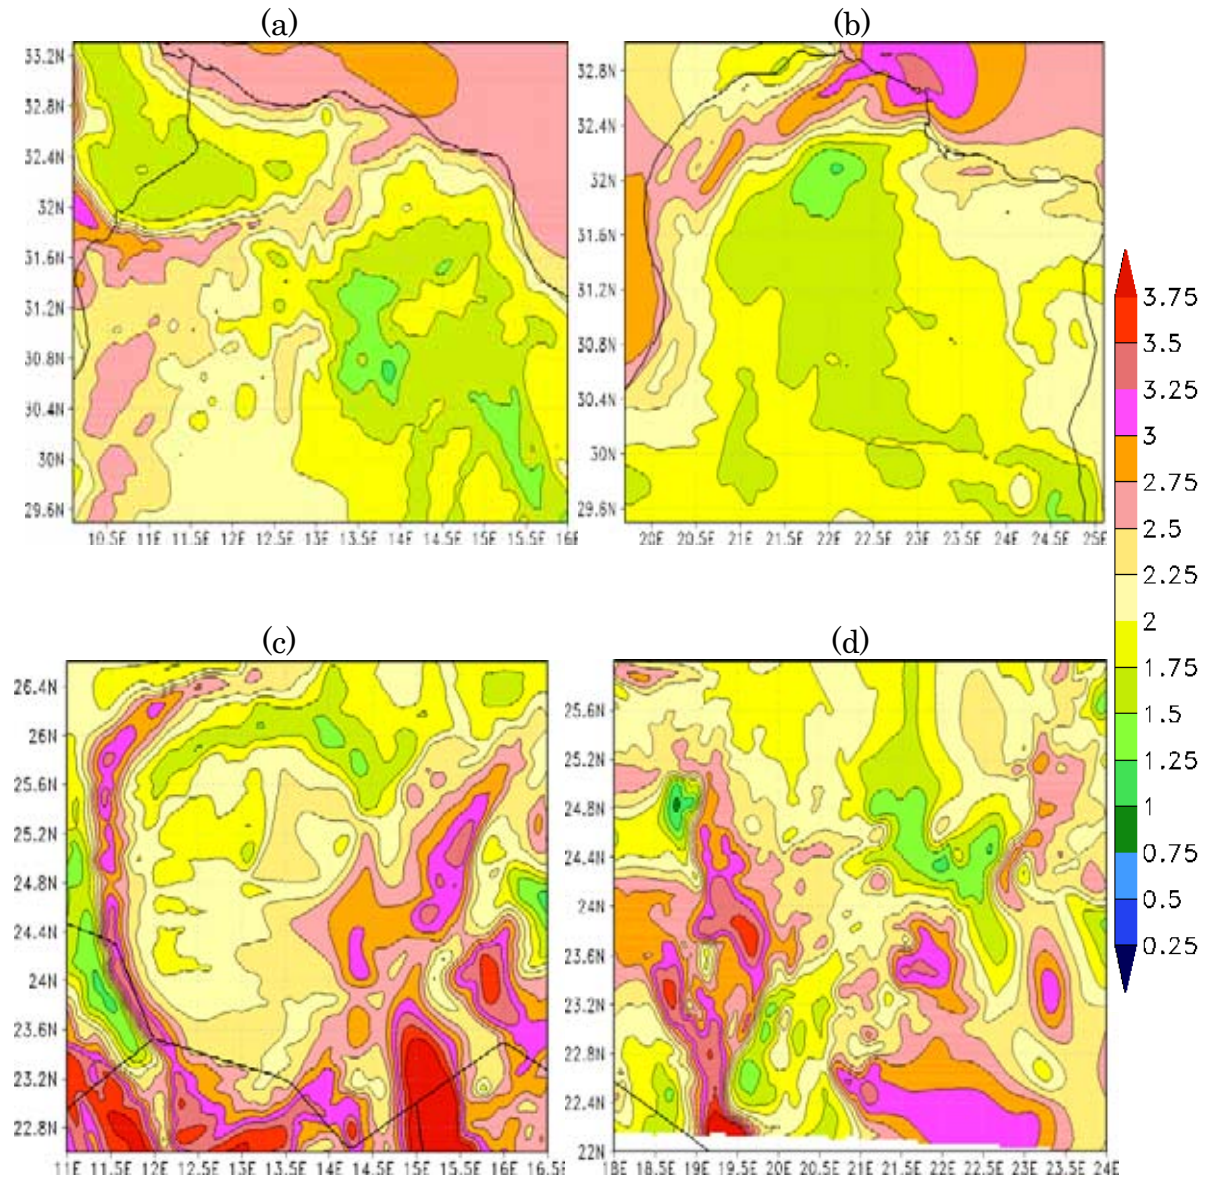 (a)
(b)
33.2N
32.8N
32.4N
32N
31.6N
31.2N
30.8N
30.4N
30N
29.6N
10.5E 11E 11.5E 12E 12.5E 13E 13.5E 14E 14.5E 15E 15.5E 16E
32.8N
32.4N
32N
31.6N
31.2N
30.8N
30.4N
30N
29.6N
20E 20.5E 21E 21.5E 22E 22.5E 23E 23.5E 24E 24.5E 25E
3.75
3.5
3.25
3
2.75
2.5
2.25
2
1.75
1.5
1.25
1
0.75
0.5
0.25
(c)
(d)
26.4N
26N
25.6N
25.2N
24.8N
24.4N
24N
23.6N
23.2N
22.8N
11E 11.5E 12E 12.5E 13E 13.5E 14E 14.5E 15E 15.5E 16E 16.5E
25.6N
25.2N
24.8N
24.4N
24N
23.6N
23.2N
22.8N
22.4N
22N
18E 18.5E 19E 19.5E 20E 20.5E 21E 21.5E 22E 22.5E 23E 23.5E 24E